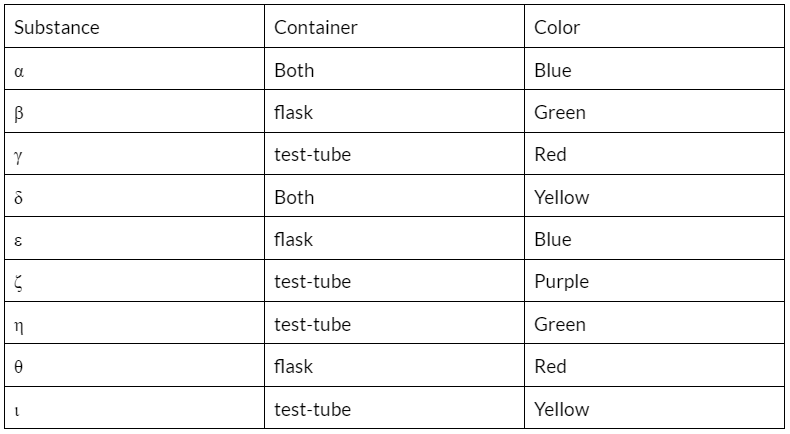 Substance Container Color
α Both Blue
β flask Green
γ test-tube Red
δ Both Yellow
ε flask Blue
ζ test-tube Purple
η test-tube Green
θ flask Red
ι test-tube Yellow